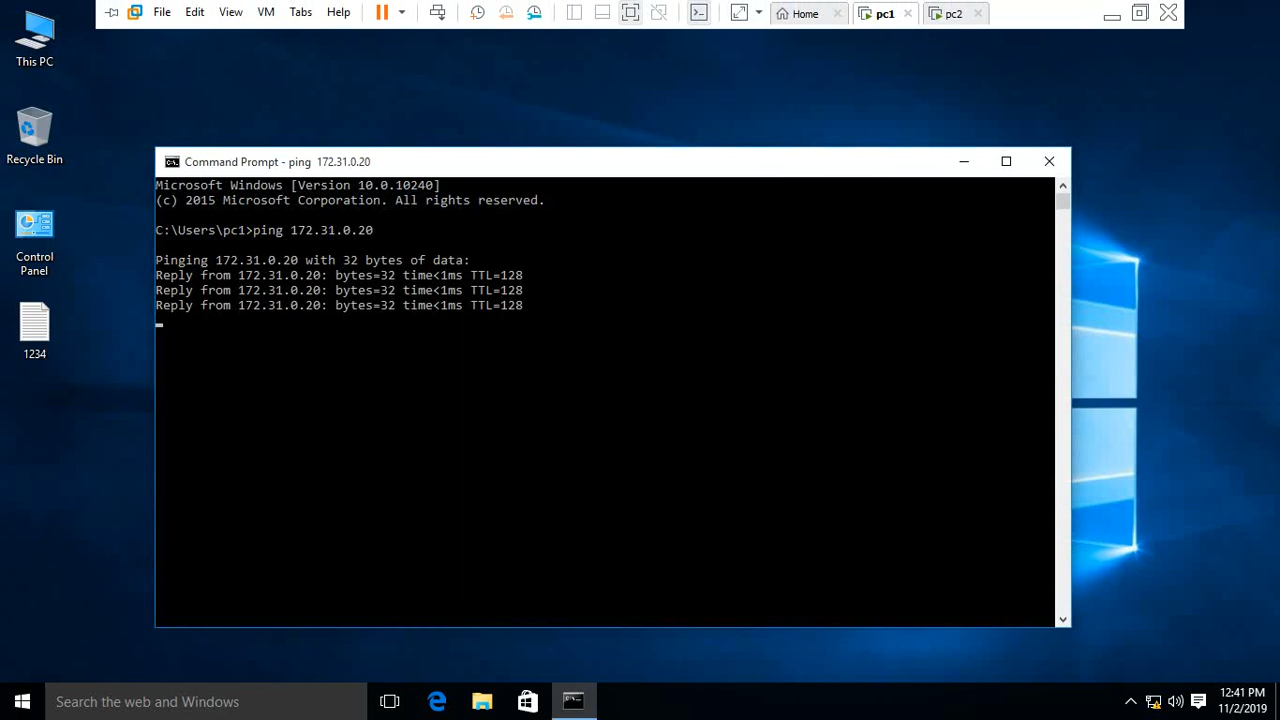 File Edit View VM Tabs Help Home pc1 pc2
This PC
Recycle Bin
Control
Panel
1234
Command Prompt - ping 172.31.0.20
Microsoft Windows [Version 10.0.10240]
(c) 2015 Microsoft Corporation. All rights reserved.
C:\Users\pc1>ping 172.31.0.20
Pinging 172.31.0.20 with 32 bytes of data:
Reply from 172.31.0.20: bytes=32 time<1ms TTL=128
Reply from 172.31.0.20: bytes=32 time<1ms TTL=128
Reply from 172.31.0.20: bytes=32 time<1ms TTL=128
Search the web and Windows
12:41 PM
11/2/2019